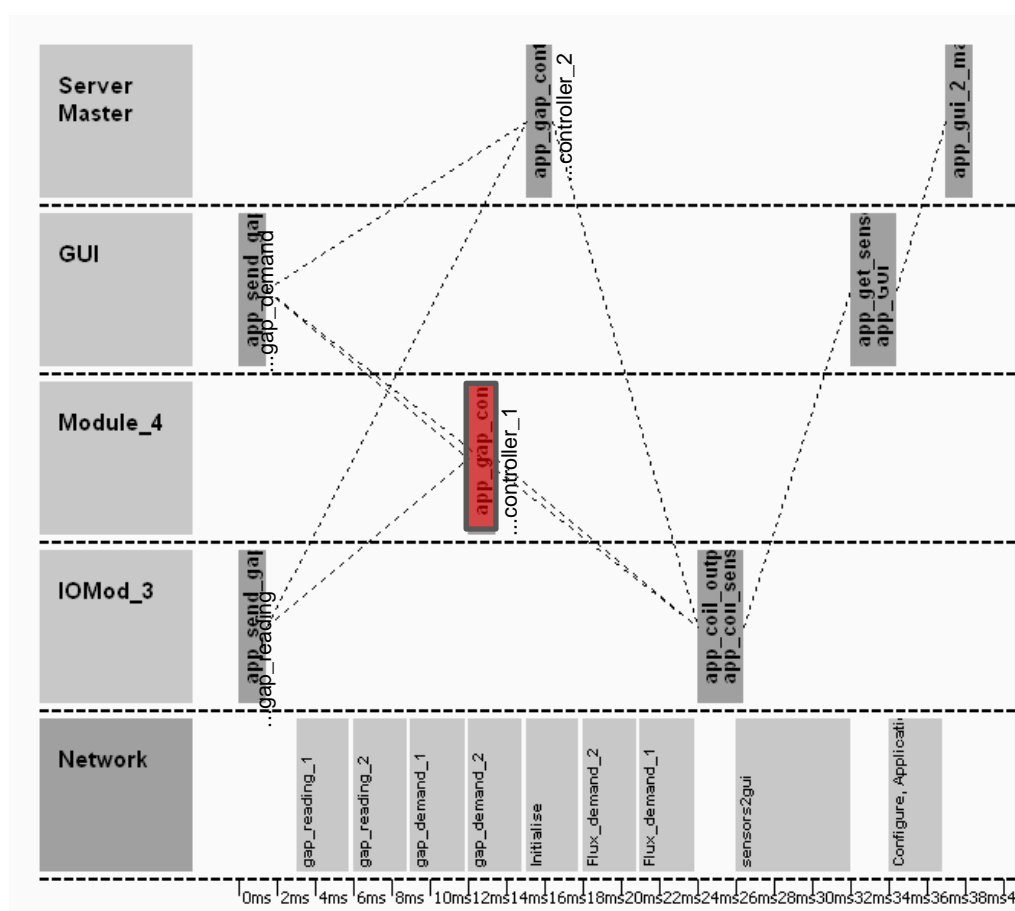 Server
Master
app_gap_cont
...controller_2
app_gui_2_ma
GUI
app_send_gap
...gap_demand
app_get_sens
app_GUI
Module_4
app_gap_con
...controller_1
IOMod_3
app_send_gap
...gap_reading
app_coil_outp
app_coil_sens
Network
gap_reading_1
gap_reading_2
gap_demand_1
gap_demand_2
Initialise
Flux_demand_2
Flux_demand_1
sensors2gui
Configure, Applicati
0ms 2ms 4ms 6ms 8ms 10ms 12ms 14ms 16ms 18ms 20ms 22ms 24ms 26ms 28ms 30ms 32ms 34ms 36ms 38ms 4